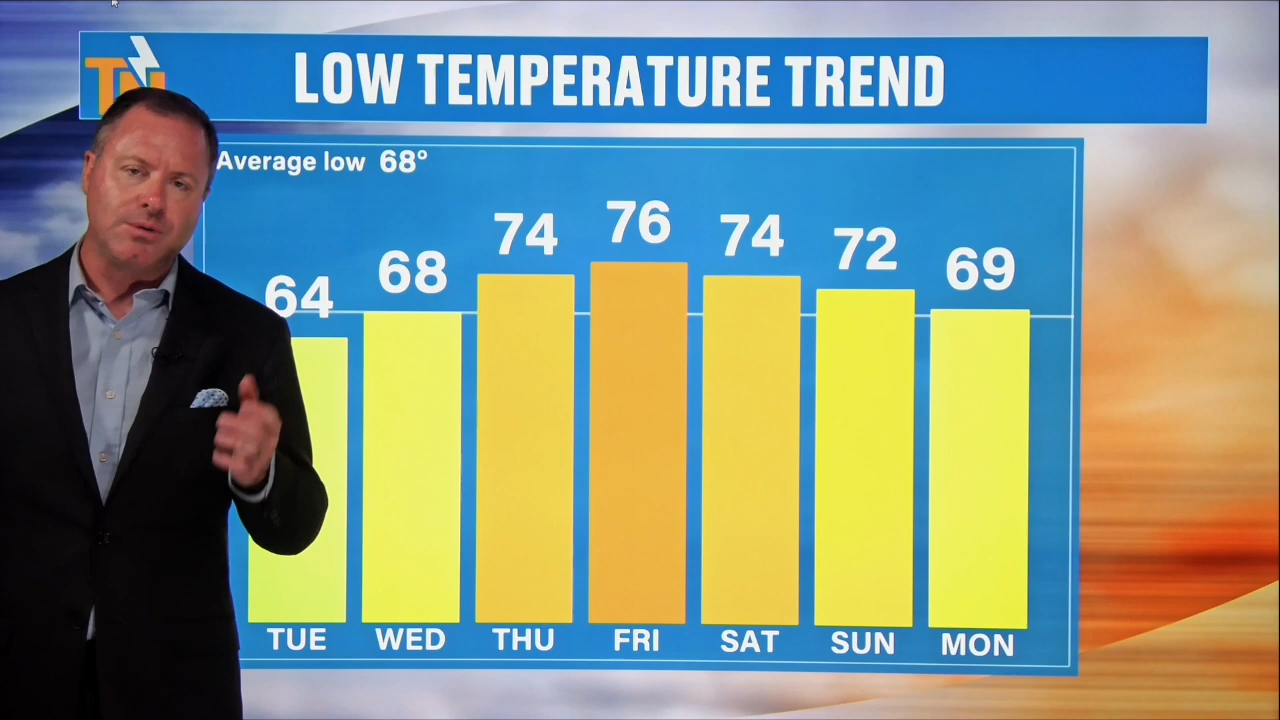 TN
LOW TEMPERATURE TREND
Average low 68°
64 68 74 76 74 72 69
TUE WED THU FRI SAT SUN MON